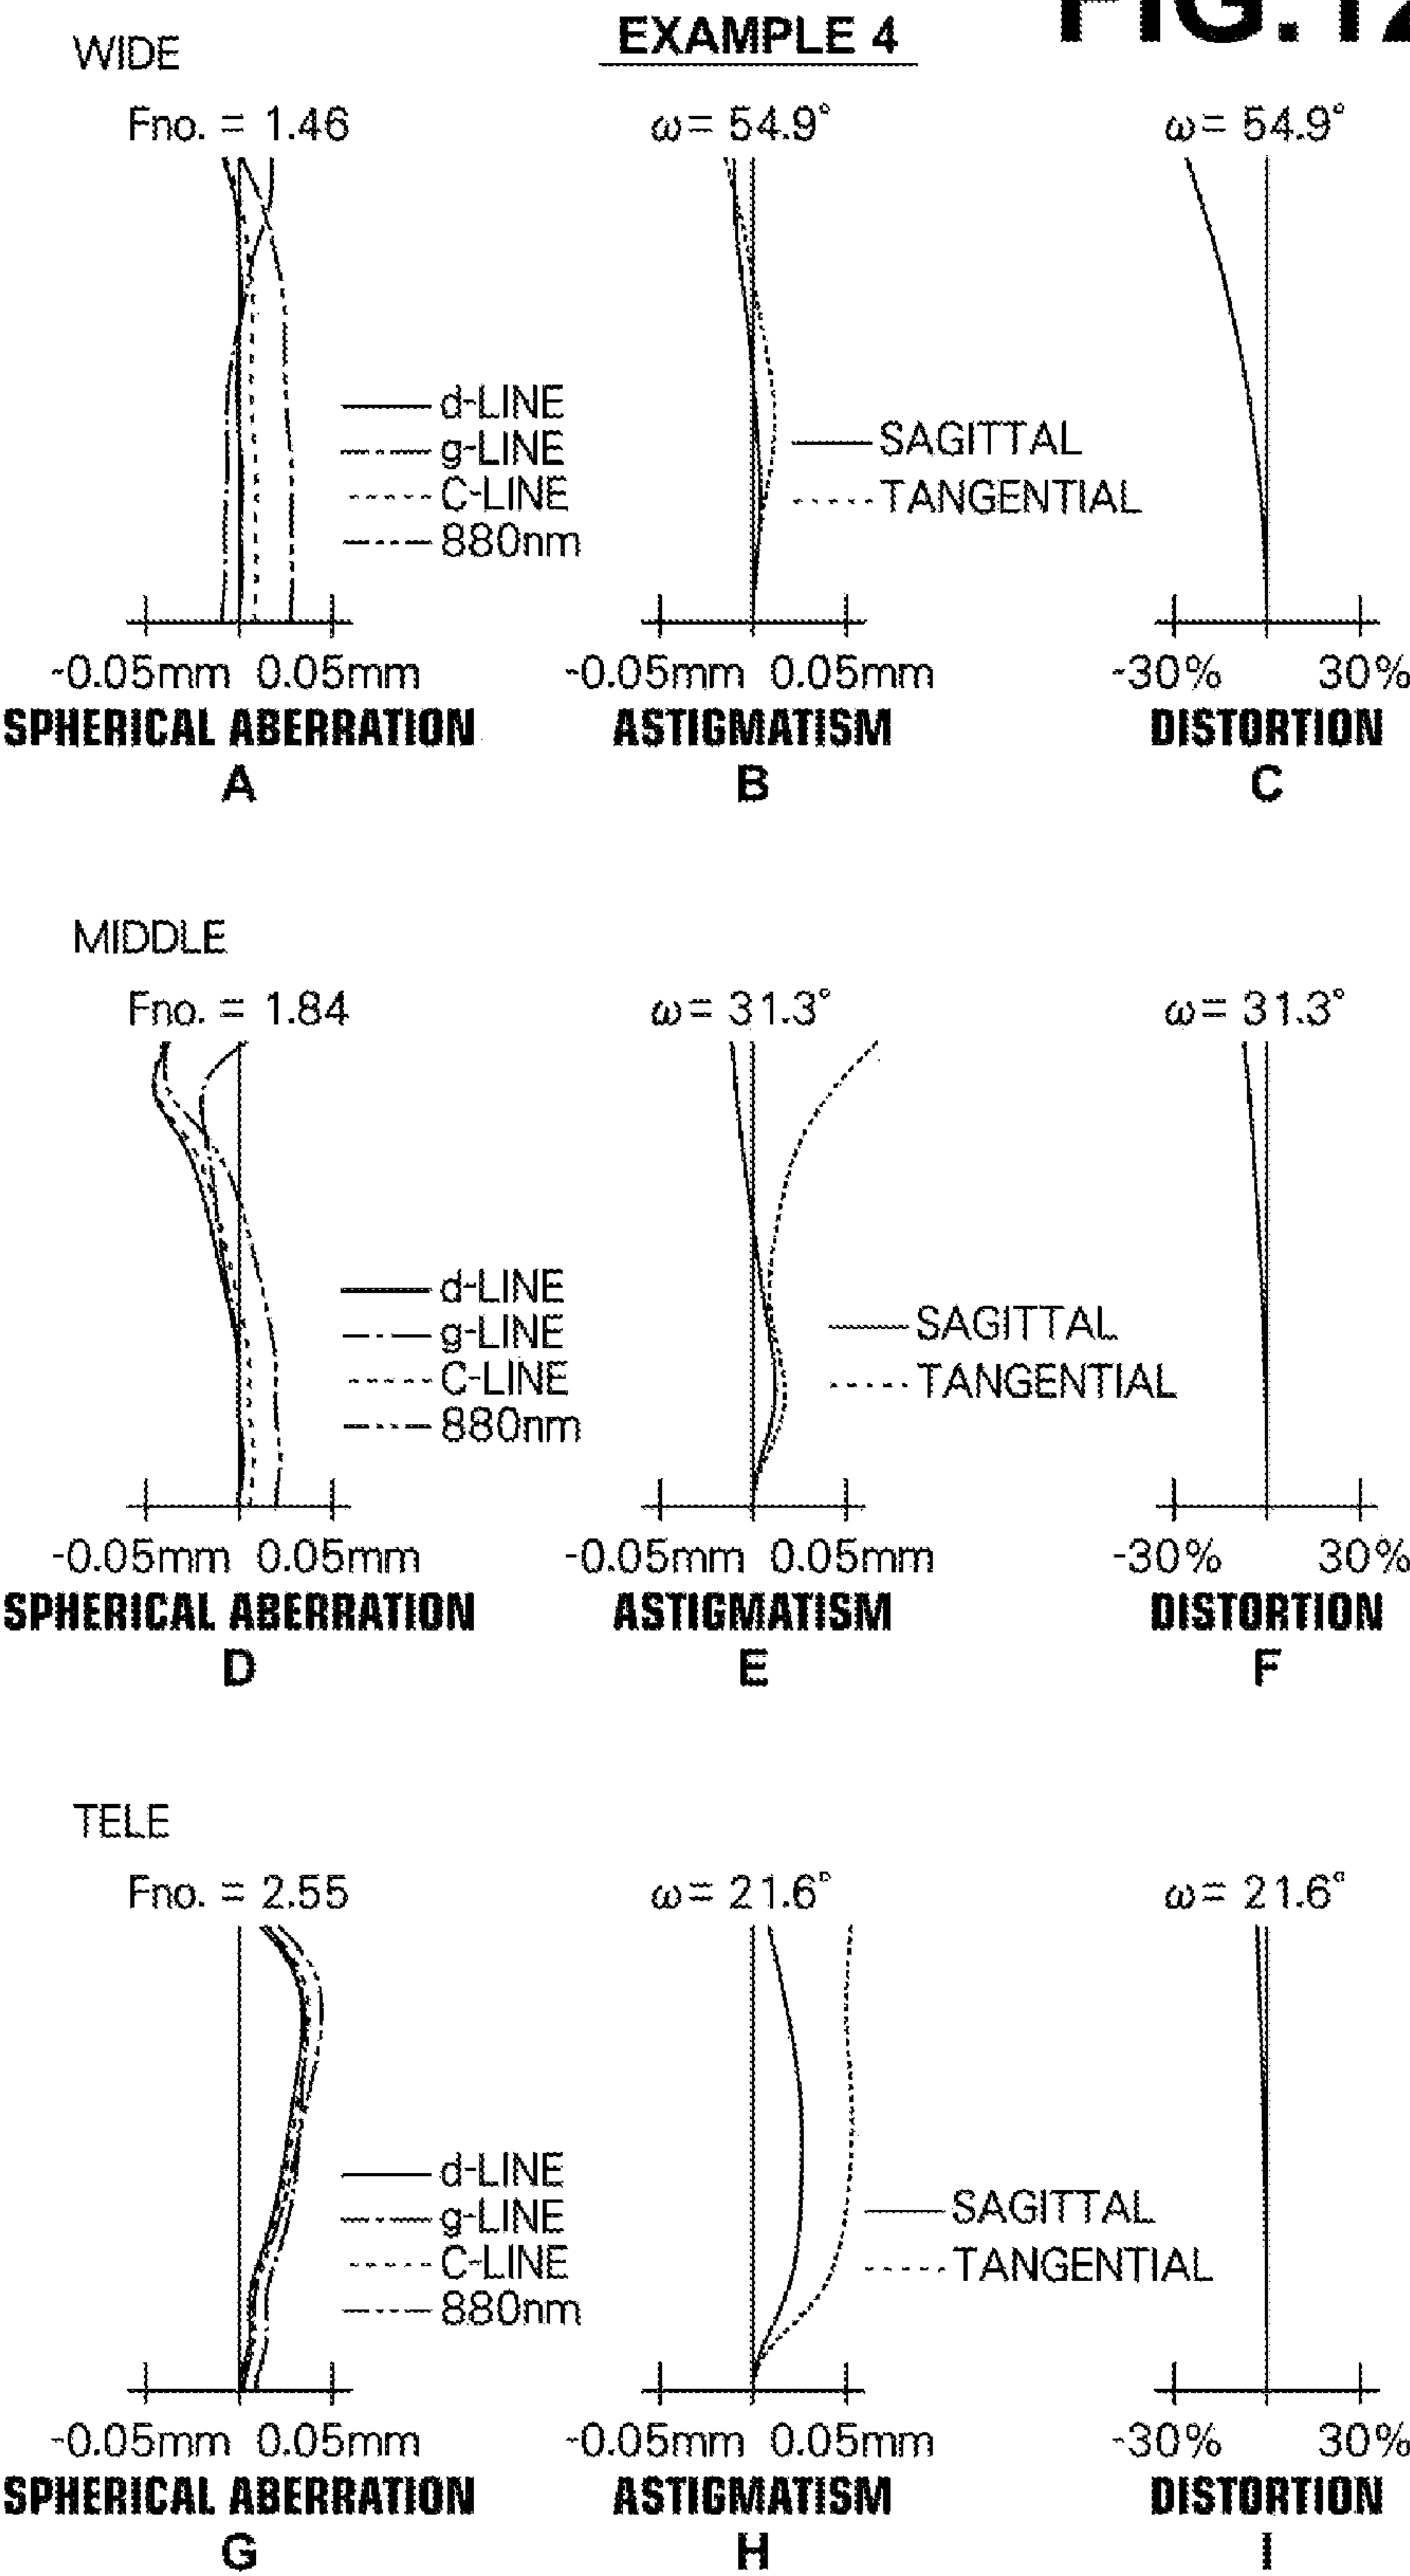 FIG.12
EXAMPLE 4
WIDE
Fno. = 1.46
ω= 54.9°
ω= 54.9°
d-LINE
g-LINE
C-LINE
880nm
SAGITTAL
TANGENTIAL
-0.05mm 0.05mm
-0.05mm 0.05mm
-30% 30%
SPHERICAL ABERRATION
ASTIGMATISM
DISTORTION
A
B
C
MIDDLE
Fno. = 1.84
ω= 31.3°
ω= 31.3°
d-LINE
g-LINE
C-LINE
880nm
SAGITTAL
TANGENTIAL
-0.05mm 0.05mm
-0.05mm 0.05mm
-30% 30%
SPHERICAL ABERRATION
ASTIGMATISM
DISTORTION
D
E
F
TELE
Fno. = 2.55
ω= 21.6°
ω= 21.6°
d-LINE
g-LINE
C-LINE
880nm
SAGITTAL
TANGENTIAL
-0.05mm 0.05mm
-0.05mm 0.05mm
-30% 30%
SPHERICAL ABERRATION
ASTIGMATISM
DISTORTION
G
H
I